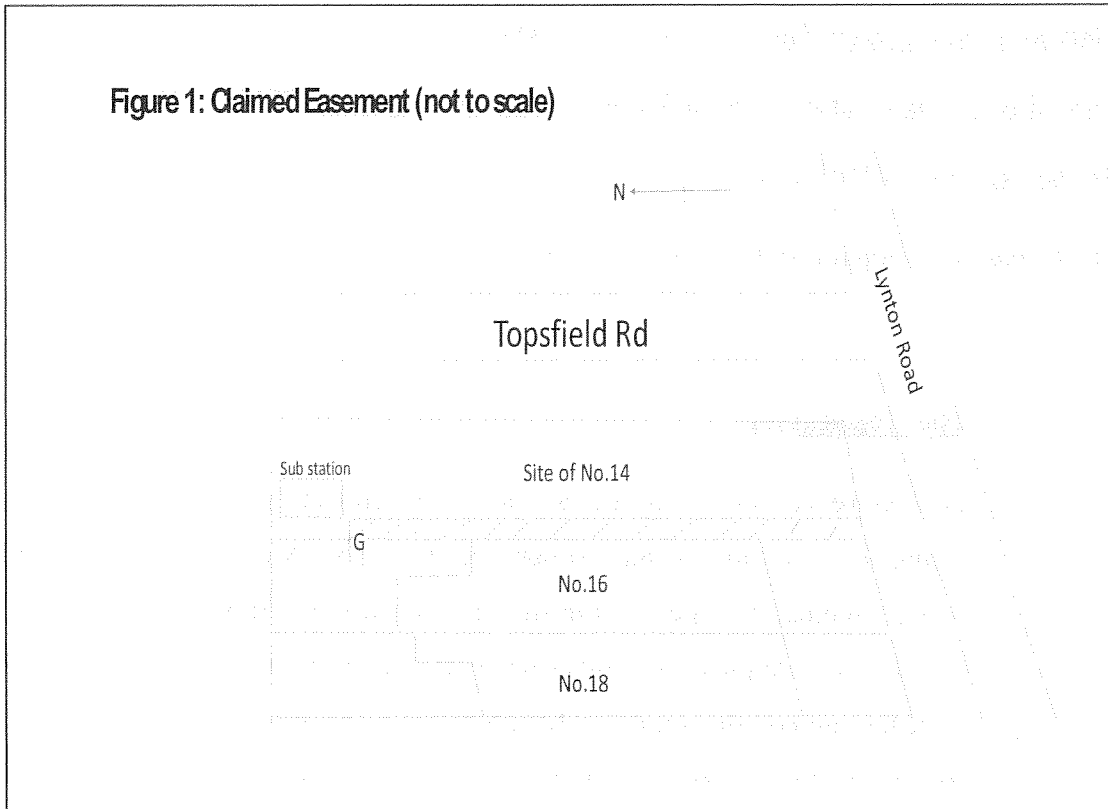 Figure 1: Claimed Easement (not to scale)
N
Lynton Road
Topsfield Rd
Sub station
Site of No.14
G
No.16
No.18